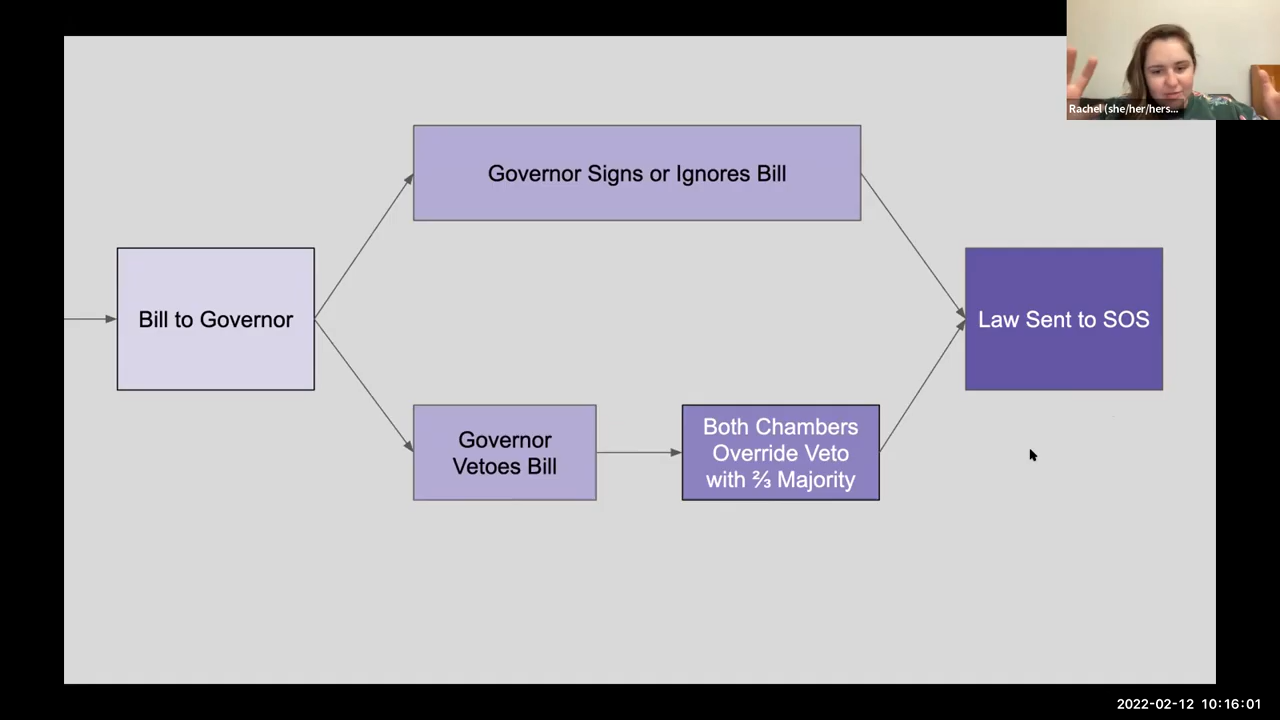 Rachel (she/her/hers...
Governor Signs or Ignores Bill
Bill to Governor
Law Sent to SOS
Governor
Vetoes Bill
Both Chambers
Override Veto
with ⅔ Majority
2022-02-12 10:16:01